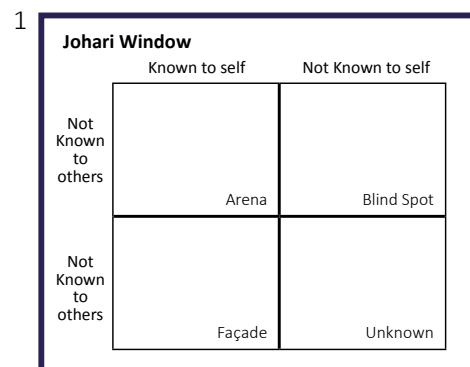 1
Johari Window
Known to self Not Known to self
Not
Known
to
others
Arena Blind Spot
Not
Known
to
others
Façade Unknown